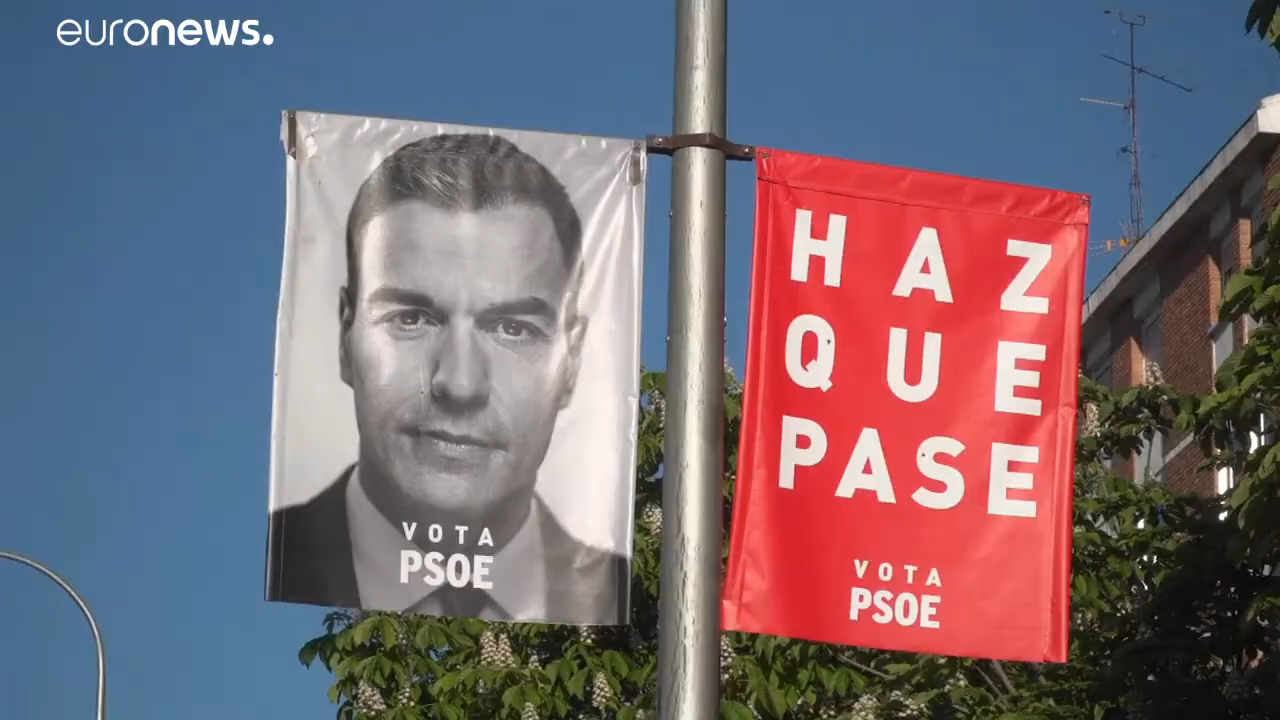 euronews.
VOTA
PSOE
HAZ
QUE
PASE
VOTA
PSOE